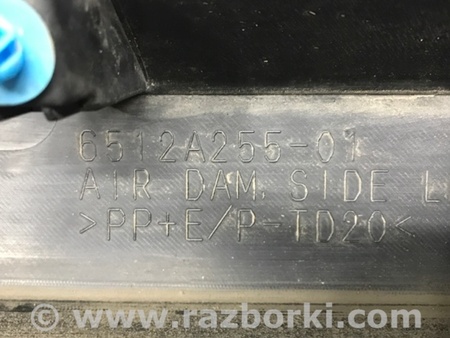 6512A255-01
AIR DAM, SIDE L
>PP+E/P-TD20<
© www.razborki.com